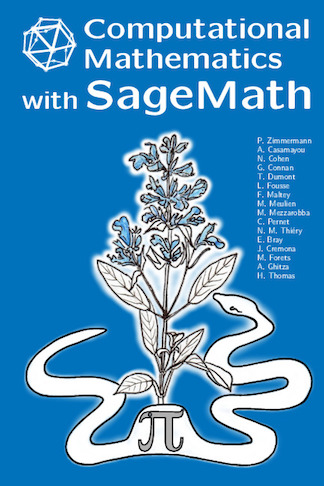 Computational
Mathematics
with SageMath
P. Zimmermann
A. Casamayou
N. Cohen
G. Connan
T. Dumont
L. Fousse
F. Maltey
M. Meulien
M. Mezzarobba
C. Pernet
N. M. Thiéry
E. Bray
J. Cremona
M. Forets
A. Ghitza
H. Thomas
π